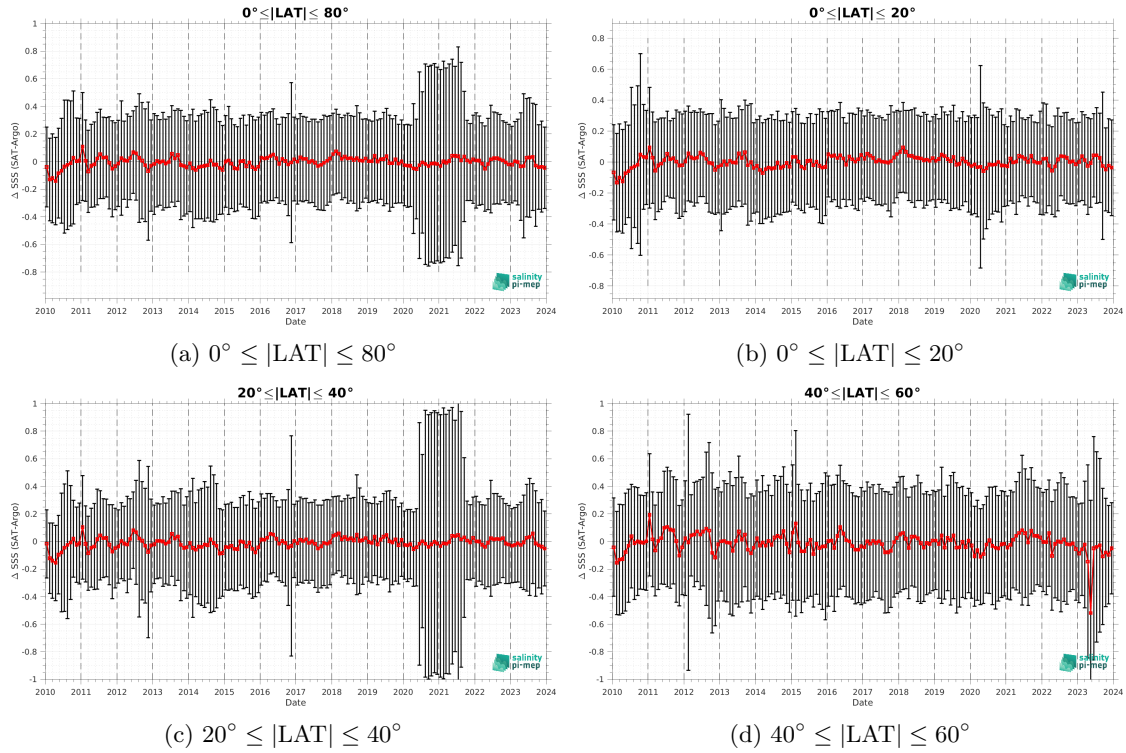 0°≤|LAT|≤ 80°
Δ SSS (SAT-Argo)
1
0.8
0.6
0.4
0.2
0
-0.2
-0.4
-0.6
-0.8
2010 2011 2012 2013 2014 2015 2016 2017 2018 2019 2020 2021 2022 2023 2024
Date
salinity
pi-mep
(a) 0° ≤ |LAT| ≤ 80°
0°≤|LAT|≤ 20°
Δ SSS (SAT-Argo)
0.8
0.6
0.4
0.2
0
-0.2
-0.4
-0.6
-0.8
2010 2011 2012 2013 2014 2015 2016 2017 2018 2019 2020 2021 2022 2023 2024
Date
salinity
pi-mep
(b) 0° ≤ |LAT| ≤ 20°
20°≤|LAT|≤ 40°
Δ SSS (SAT-Argo)
1
0.8
0.6
0.4
0.2
0
-0.2
-0.4
-0.6
-0.8
-1
2010 2011 2012 2013 2014 2015 2016 2017 2018 2019 2020 2021 2022 2023 2024
Date
salinity
pi-mep
(c) 20° ≤ |LAT| ≤ 40°
40°≤|LAT|≤ 60°
Δ SSS (SAT-Argo)
1
0.8
0.6
0.4
0.2
0
-0.2
-0.4
-0.6
-0.8
-1
2010 2011 2012 2013 2014 2015 2016 2017 2018 2019 2020 2021 2022 2023 2024
Date
salinity
pi-mep
(d) 40° ≤ |LAT| ≤ 60°